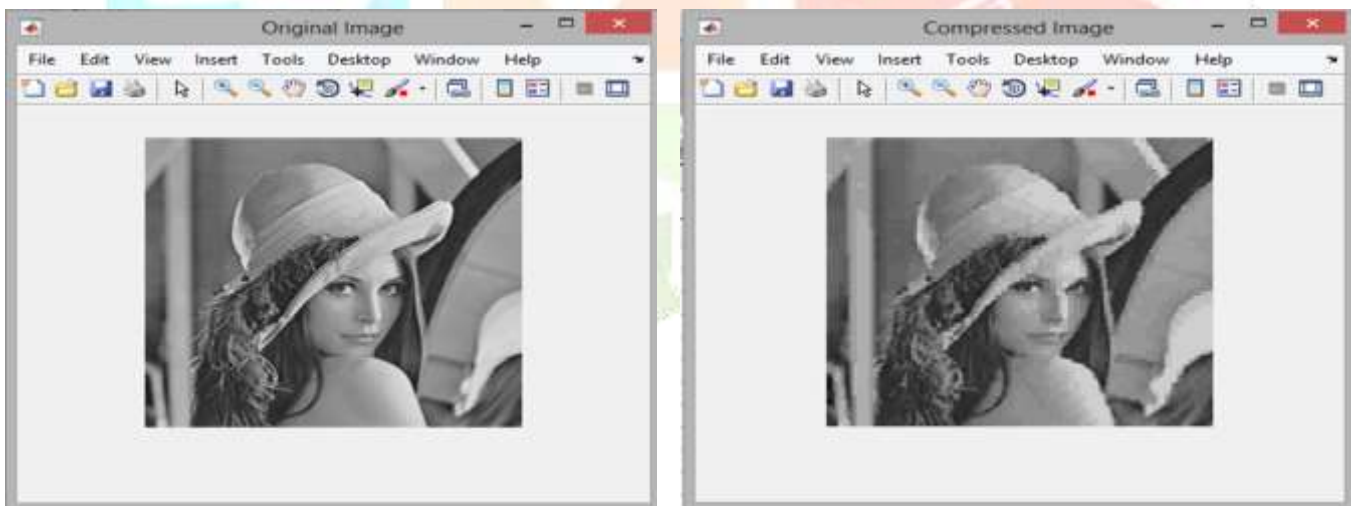 Original Image
File Edit View Insert Tools Desktop Window Help
Compressed Image
File Edit View Insert Tools Desktop Window Help